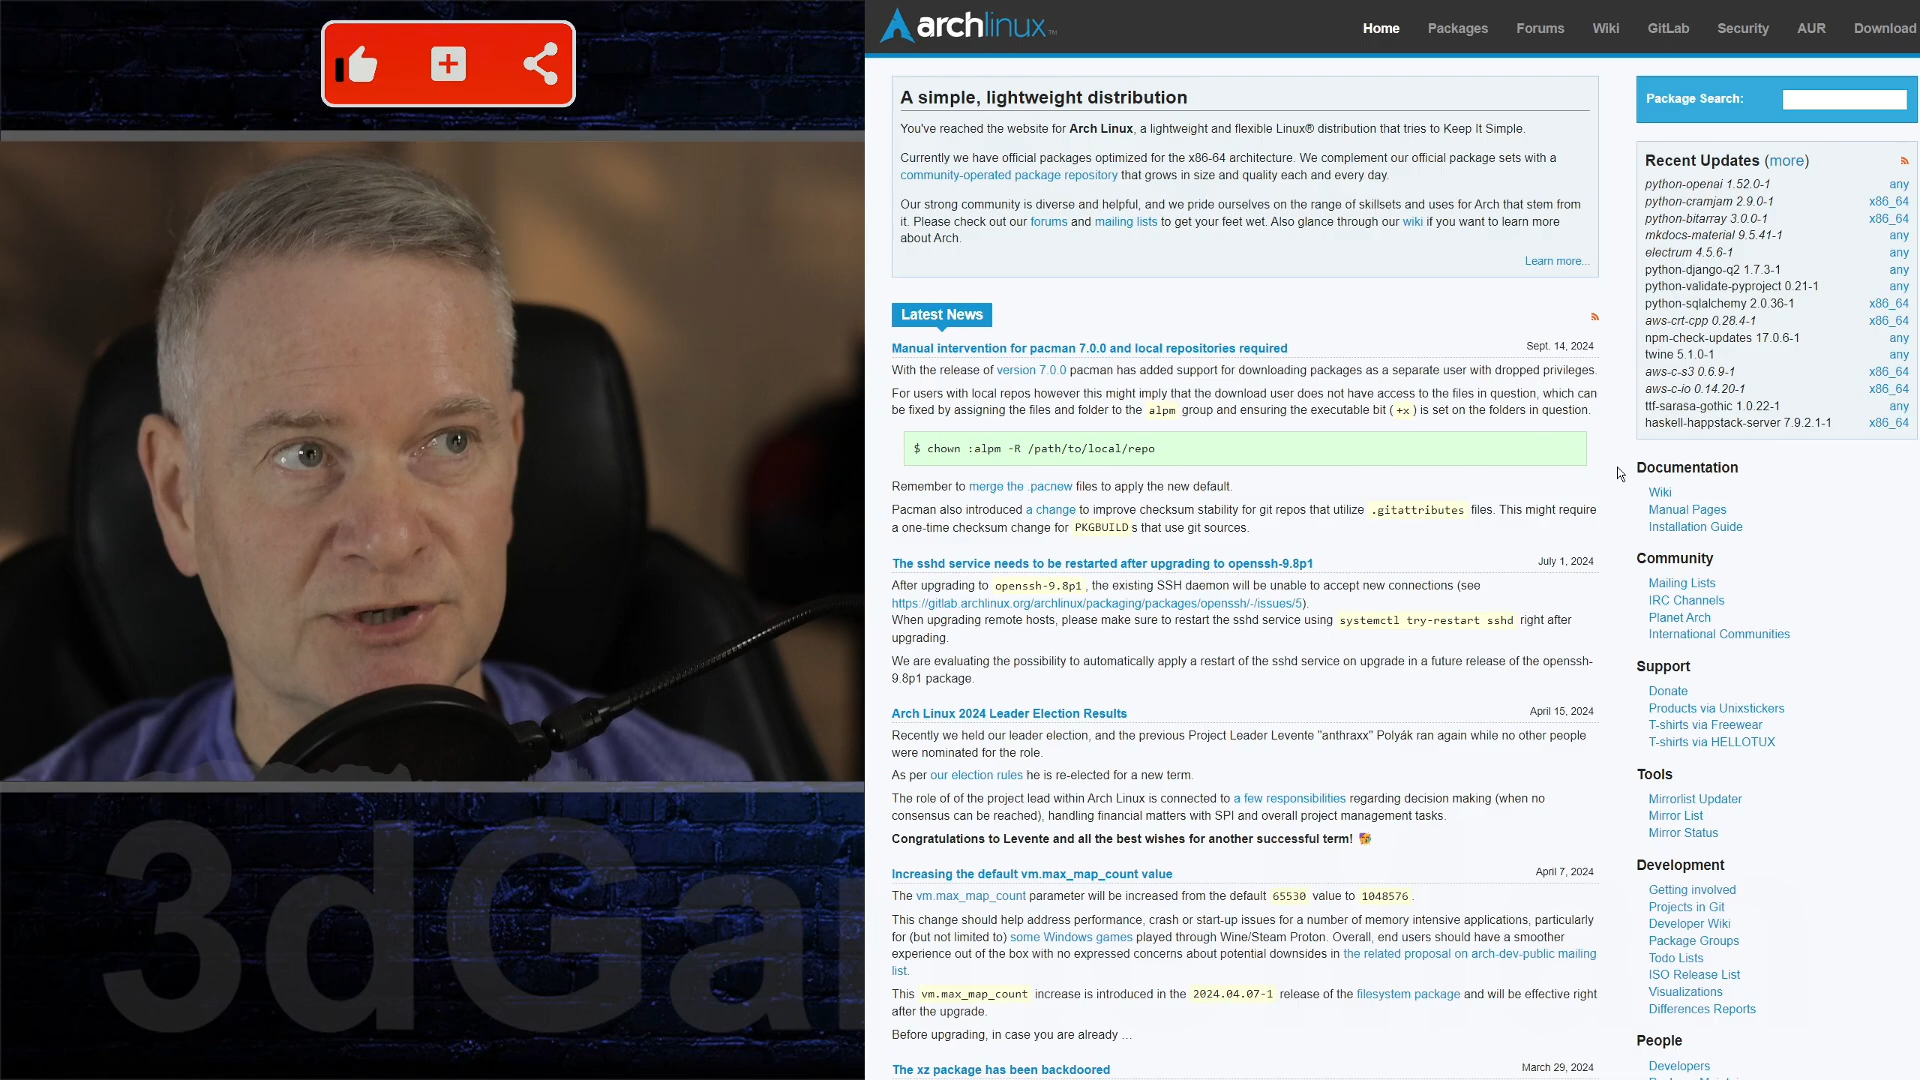 archlinux™
Home Packages Forums Wiki GitLab Security AUR Download
A simple, lightweight distribution
You've reached the website for Arch Linux, a lightweight and flexible Linux® distribution that tries to Keep It Simple.
Currently we have official packages optimized for the x86-64 architecture. We complement our official package sets with a
community-operated package repository that grows in size and quality each and every day.
Our strong community is diverse and helpful, and we pride ourselves on the range of skillsets and uses for Arch that stem from
it. Please check out our forums and mailing lists to get your feet wet. Also glance through our wiki if you want to learn more
about Arch.
Learn more...
Latest News
Manual intervention for pacman 7.0.0 and local repositories required Sept. 14, 2024
With the release of version 7.0.0 pacman has added support for downloading packages as a separate user with dropped privileges.
For users with local repos however this might imply that the download user does not have access to the files in question, which can
be fixed by assigning the files and folder to the alpm group and ensuring the executable bit (+x) is set on the folders in question.
$ chown :alpm -R /path/to/local/repo
Remember to merge the .pacnew files to apply the new default.
Pacman also introduced a change to improve checksum stability for git repos that utilize .gitattributes files. This might require
a one-time checksum change for PKGBUILDs that use git sources.
The sshd service needs to be restarted after upgrading to openssh-9.8p1 July 1, 2024
After upgrading to openssh-9.8p1, the existing SSH daemon will be unable to accept new connections (see
https://gitlab.archlinux.org/archlinux/packaging/packages/openssh/-/issues/5).
When upgrading remote hosts, please make sure to restart the sshd service using systemctl try-restart sshd right after
upgrading.
We are evaluating the possibility to automatically apply a restart of the sshd service on upgrade in a future release of the openssh-
9.8p1 package.
Arch Linux 2024 Leader Election Results April 15, 2024
Recently we held our leader election, and the previous Project Leader Levente "anthraxx" Polyák ran again while no other people
were nominated for the role.
As per our election rules he is re-elected for a new term.
The role of of the project lead within Arch Linux is connected to a few responsibilities regarding decision making (when no
consensus can be reached), handling financial matters with SPI and overall project management tasks.
Congratulations to Levente and all the best wishes for another successful term! 🎉
Increasing the default vm.max_map_count value April 7, 2024
The vm.max_map_count parameter will be increased from the default 65530 value to 1048576.
This change should help address performance, crash or start-up issues for a number of memory intensive applications, particularly
for (but not limited to) some Windows games played through Wine/Steam Proton. Overall, end users should have a smoother
experience out of the box with no expressed concerns about potential downsides in the related proposal on arch-dev-public mailing
list.
This vm.max_map_count increase is introduced in the 2024.04.07-1 release of the filesystem package and will be effective right
after the upgrade.
Before upgrading, in case you are already ...
The xz package has been backdoored March 29, 2024
Package Search:
Recent Updates (more)
python-openai 1.52.0-1 any
python-cramjam 2.9.0-1 x86_64
python-bitarray 3.0.0-1 x86_64
mkdocs-material 9.5.41-1 any
electrum 4.5.6-1 any
python-django-q2 1.7.3-1 any
python-validate-pyproject 0.21-1 any
python-sqlalchemy 2.0.36-1 x86_64
aws-crt-cpp 0.28.4-1 x86_64
npm-check-updates 17.0.6-1 any
twine 5.1.0-1 any
aws-c-s3 0.6.9-1 x86_64
aws-c-io 0.14.20-1 x86_64
ttf-sarasa-gothic 1.0.22-1 any
haskell-happstack-server 7.9.2.1-1 x86_64
Documentation
Wiki
Manual Pages
Installation Guide
Community
Mailing Lists
IRC Channels
Planet Arch
International Communities
Support
Donate
Products via Unixstickers
T-shirts via Freewear
T-shirts via HELLOTUX
Tools
Mirrorlist Updater
Mirror List
Mirror Status
Development
Getting involved
Projects in Git
Developer Wiki
Package Groups
Todo Lists
ISO Release List
Visualizations
Differences Reports
People
Developers
3dGa